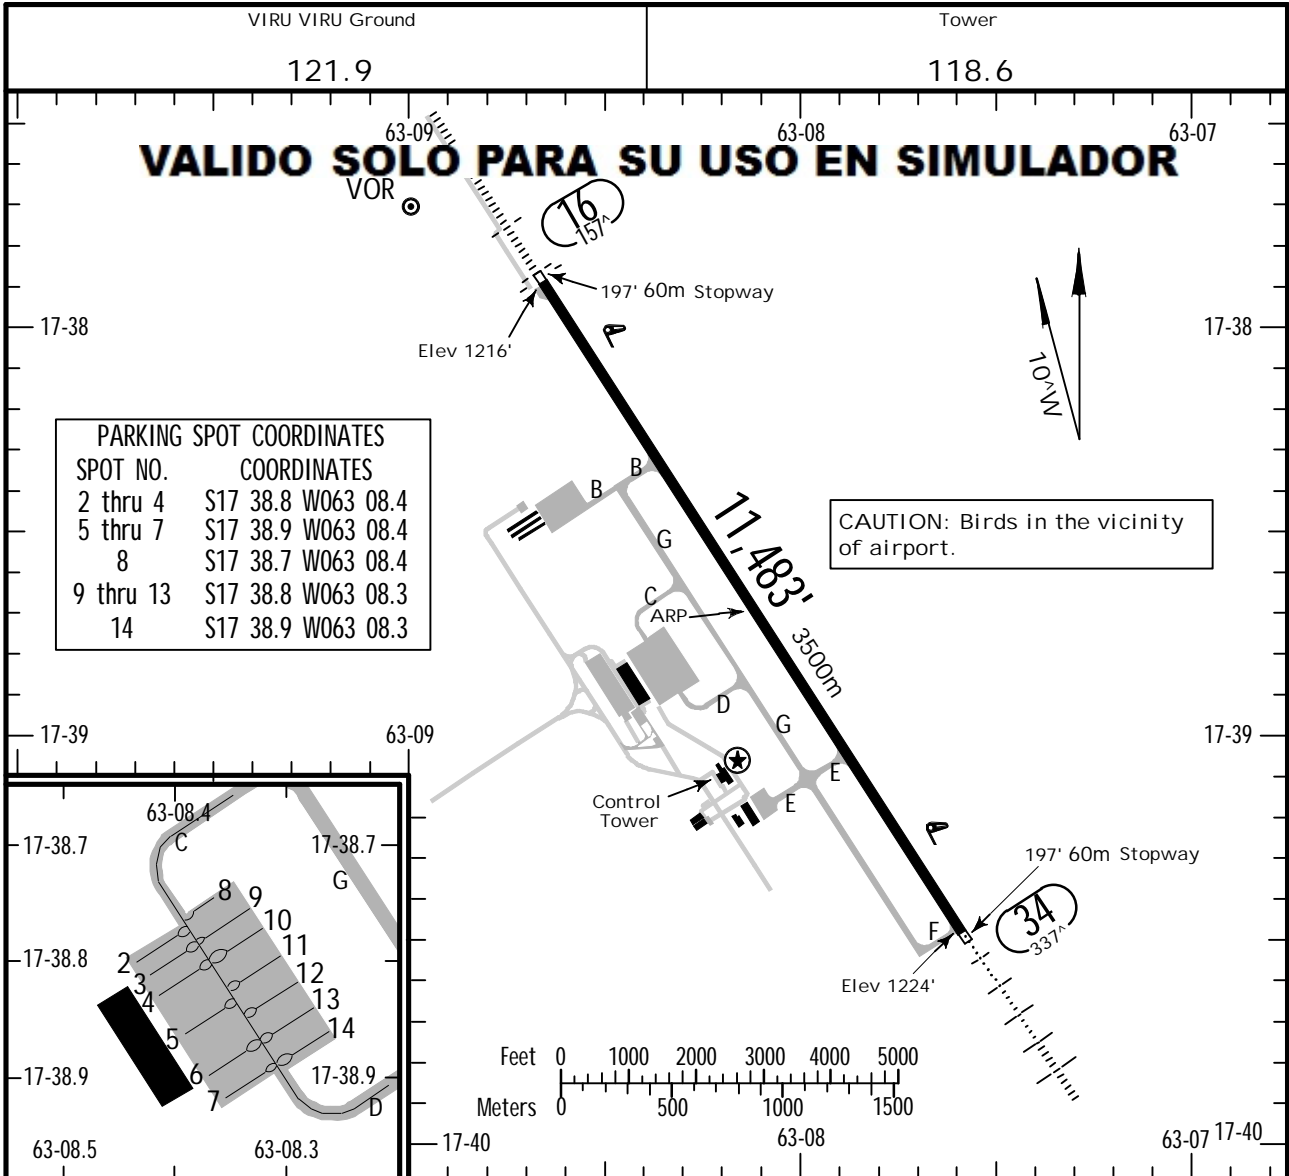 VIRU VIRU Ground
Tower
121.9
118.6
63-09
63-08
63-07
VALIDO SOLO PARA SU USO EN SIMULADOR
VOR
16
157^
197' 60m Stopway
17-38
17-38
Elev 1216'
10^W
PARKING SPOT COORDINATES
SPOT NO. COORDINATES
2 thru 4 S17 38.8 W063 08.4
5 thru 7 S17 38.9 W063 08.4
8 S17 38.7 W063 08.4
9 thru 13 S17 38.8 W063 08.3
14 S17 38.9 W063 08.3
B
B
G
C
ARP
11,483'
3500m
CAUTION: Birds in the vicinity
of airport.
D
G
17-39
63-09
17-39
E
E
Control
Tower
197' 60m Stopway
34
337^
F
Elev 1224'
63-08.4
C
17-38.7
17-38.7
G
8
9
10
11
12
13
14
17-38.8
2
3
4
5
6
7
17-38.9
17-38.9
D
63-08.5
63-08.3
Feet 0 1000 2000 3000 4000 5000
Meters 0 500 1000 1500
17-40
63-08
63-07
17-40